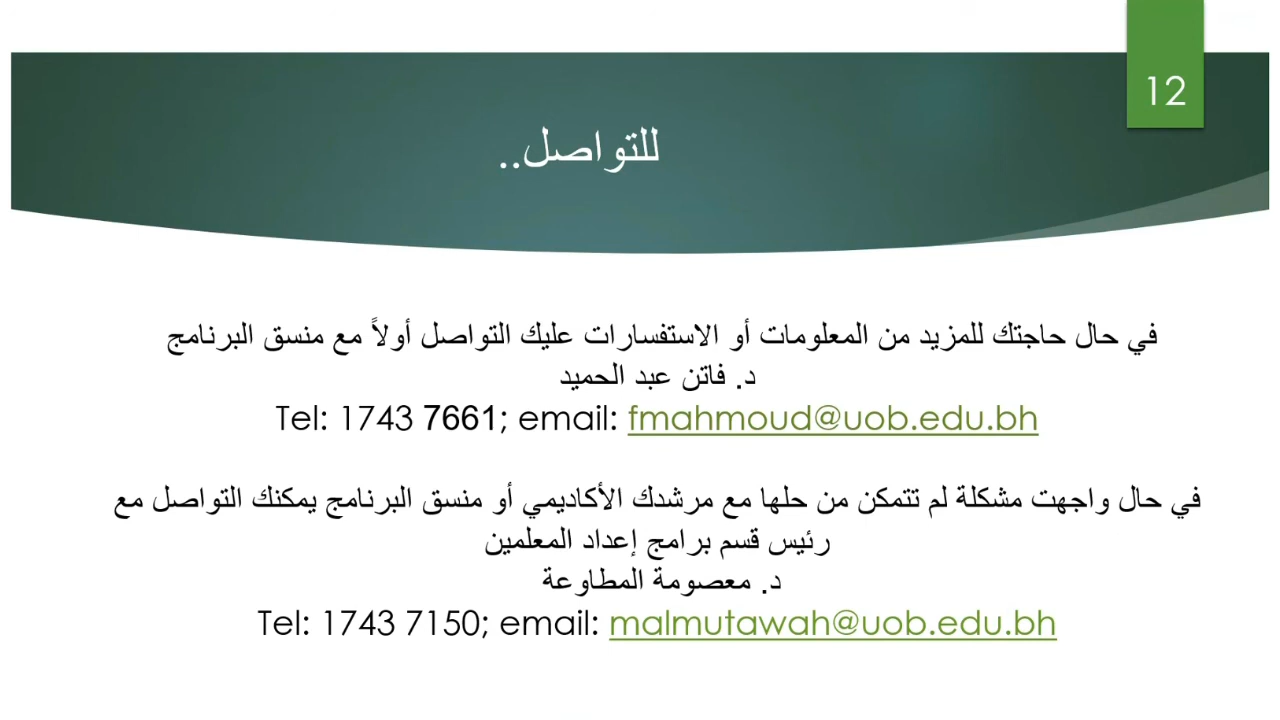 12
للتواصل..
في حال حاجتك للمزيد من المعلومات أو الاستفسارات عليك التواصل أولاً مع منسق البرنامج
د. فاتن عبد الحميد
Tel: 1743 7661; email: fmahmoud@uob.edu.bh
في حال واجهت مشكلة لم تتمكن من حلها مع مرشدك الأكاديمي أو منسق البرنامج يمكنك التواصل مع
رئيس قسم برامج إعداد المعلمين
د. معصومة المطاوعة
Tel: 1743 7150; email: malmutawah@uob.edu.bh